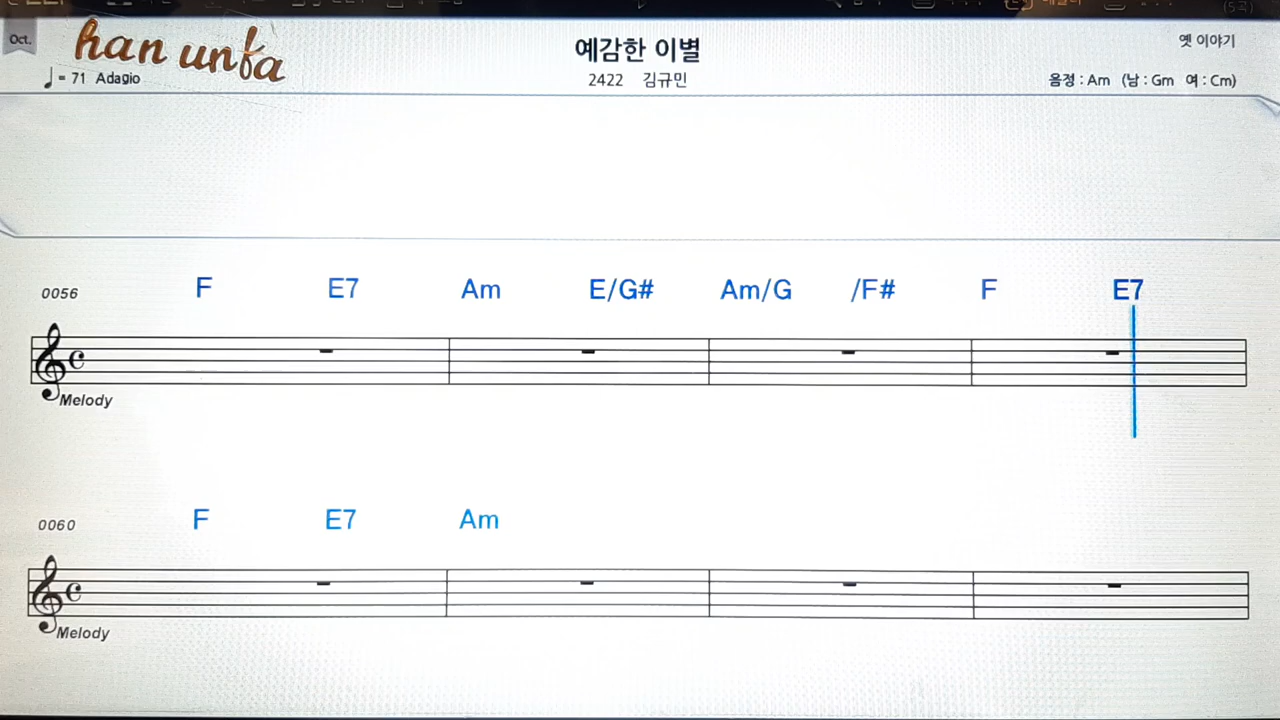 Oct.
han unfa
예감한 이별
옛 이야기
♩ = 71 Adagio
2422 김규민
음정 : Am (남 : Gm 여 : Cm)
0056 F E7 Am E/G# Am/G /F# F E7
Melody
0060 F E7 Am
Melody